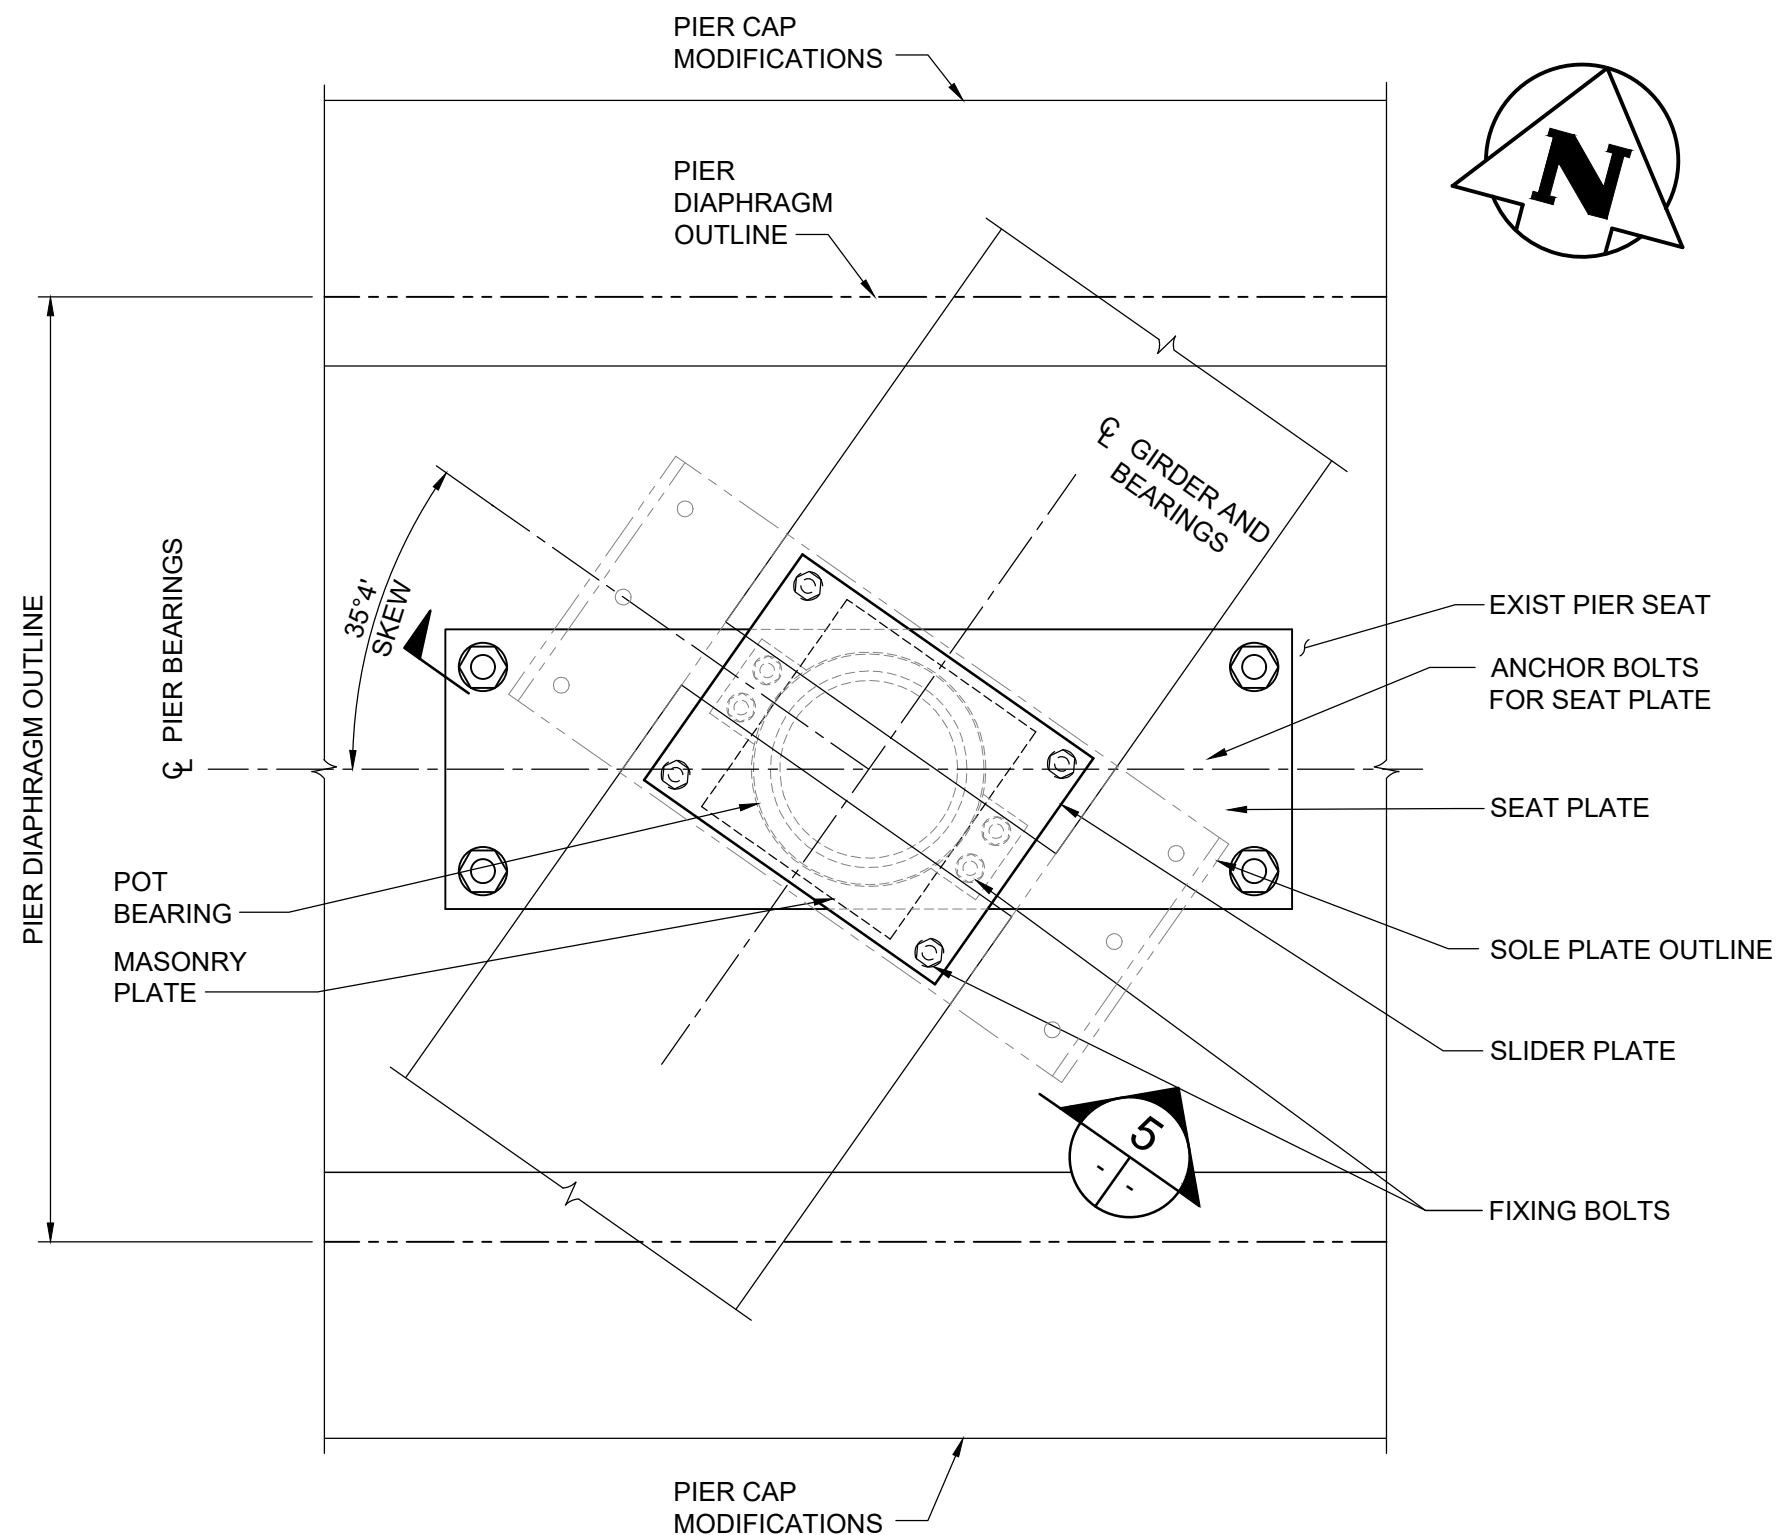 PIER CAP
MODIFICATIONS
N
PIER
DIAPHRAGM
OUTLINE
℄ GIRDER AND
BEARINGS
℄ PIER BEARINGS
PIER DIAPHRAGM OUTLINE
35°4'
SKEW
EXIST PIER SEAT
ANCHOR BOLTS
FOR SEAT PLATE
SEAT PLATE
POT
BEARING
MASONRY
PLATE
SOLE PLATE OUTLINE
SLIDER PLATE
5
- -
FIXING BOLTS
PIER CAP
MODIFICATIONS